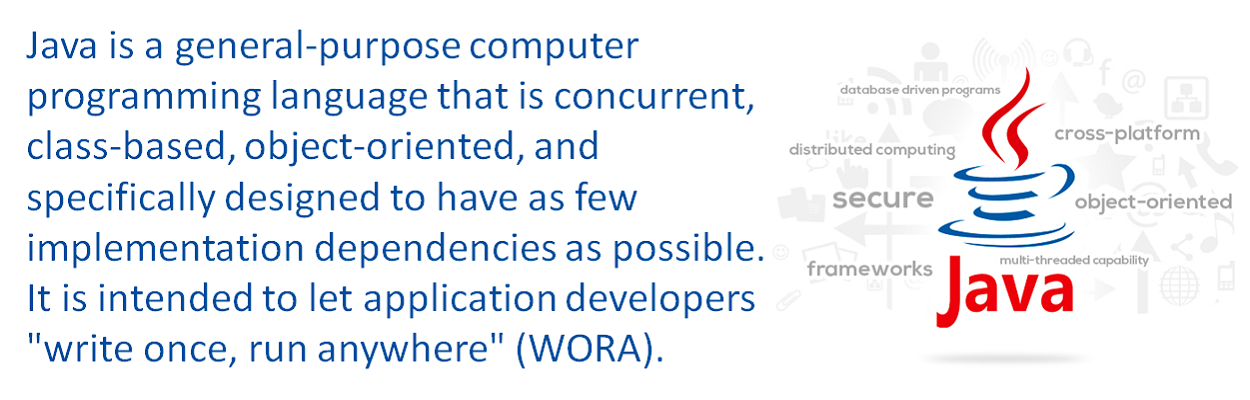 Java is a general-purpose computer
programming language that is concurrent,
class-based, object-oriented, and
specifically designed to have as few
implementation dependencies as possible.
It is intended to let application developers
"write once, run anywhere" (WORA).
database driven programs
cross-platform
distributed computing
secure
object-oriented
multi-threaded capability
frameworks
Java
like
f
@